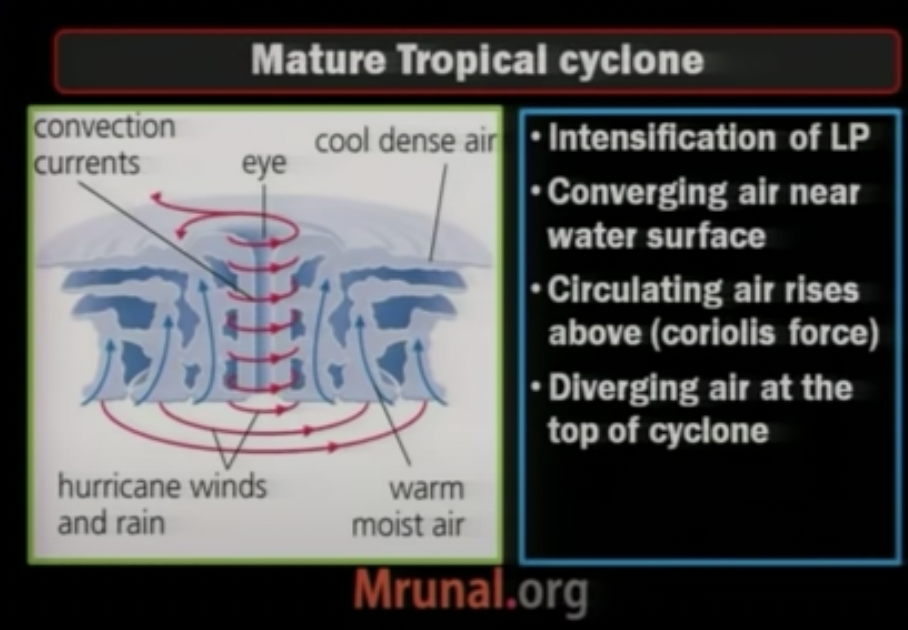 Mature Tropical cyclone
convection
currents
eye
cool dense air
hurricane winds
and rain
warm
moist air
• Intensification of LP
• Converging air near
water surface
• Circulating air rises
above (coriolis force)
• Diverging air at the
top of cyclone
Mrunal.org